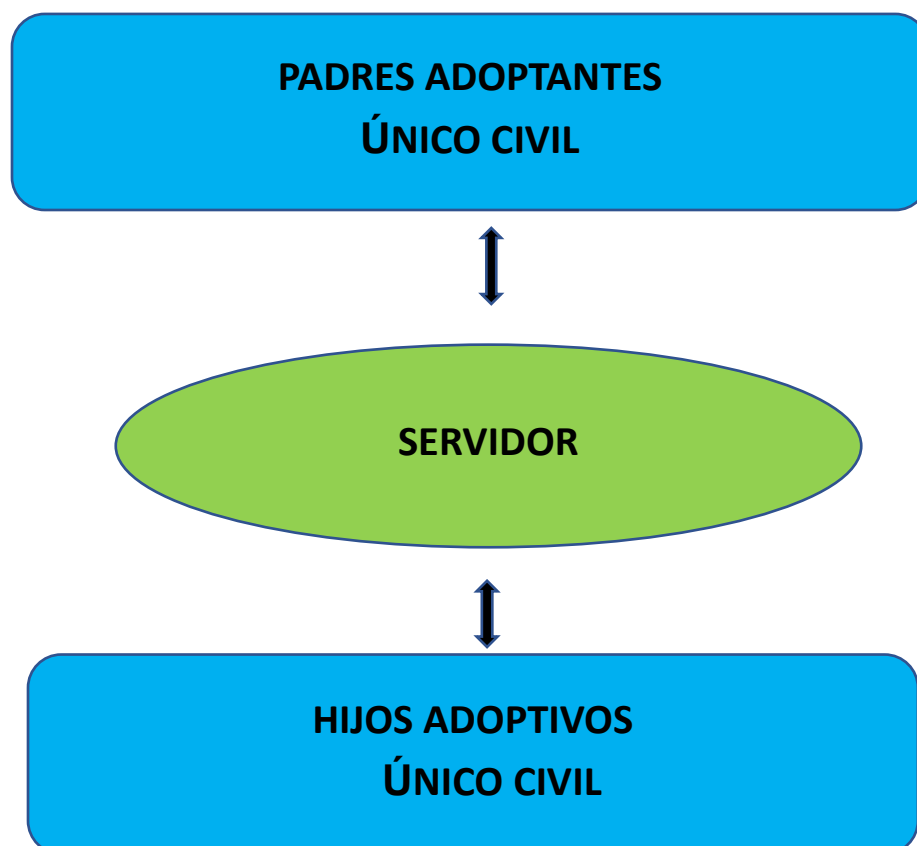 PADRES ADOPTANTES
ÚNICO CIVIL
SERVIDOR
HIJOS ADOPTIVOS
ÚNICO CIVIL